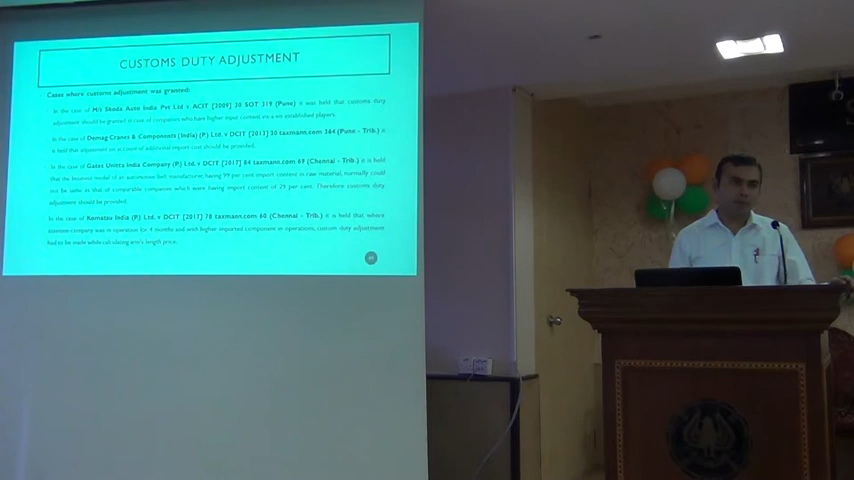 CUSTOMS DUTY ADJUSTMENT
Cases where customs adjustment was granted:
In the case of M/s Skoda Auto India Pvt Ltd v ACIT [2009] 30 SOT 319 (Pune) it was held that customs duty
adjustment should be granted in case of companies who have higher input content vis a vis established players.
In the case of Demag Cranes & Components (India) (P.) Ltd. v DCIT [2013] 30 taxmann.com 364 (Pune - Trib.) it
is held that adjustment on account of additional import cost should be provided.
In the case of Gates Unitta India Company (P.) Ltd. v DCIT [2017] 84 taxmann.com 69 (Chennai - Trib.) it is held
that the business model of an automotive belt manufacturer, having 99 per cent import content in raw material, normally could
not be same as that of comparable companies which were having import content of 29 per cent. Therefore customs duty
adjustment should be provided.
In the case of Komatsu India (P.) Ltd. v DCIT [2017] 78 taxmann.com 60 (Chennai - Trib.) it is held that, where
assessee-company was in operation for 4 months and with higher imported component in operations, custom duty adjustment
had to be made while calculating arm's length price.